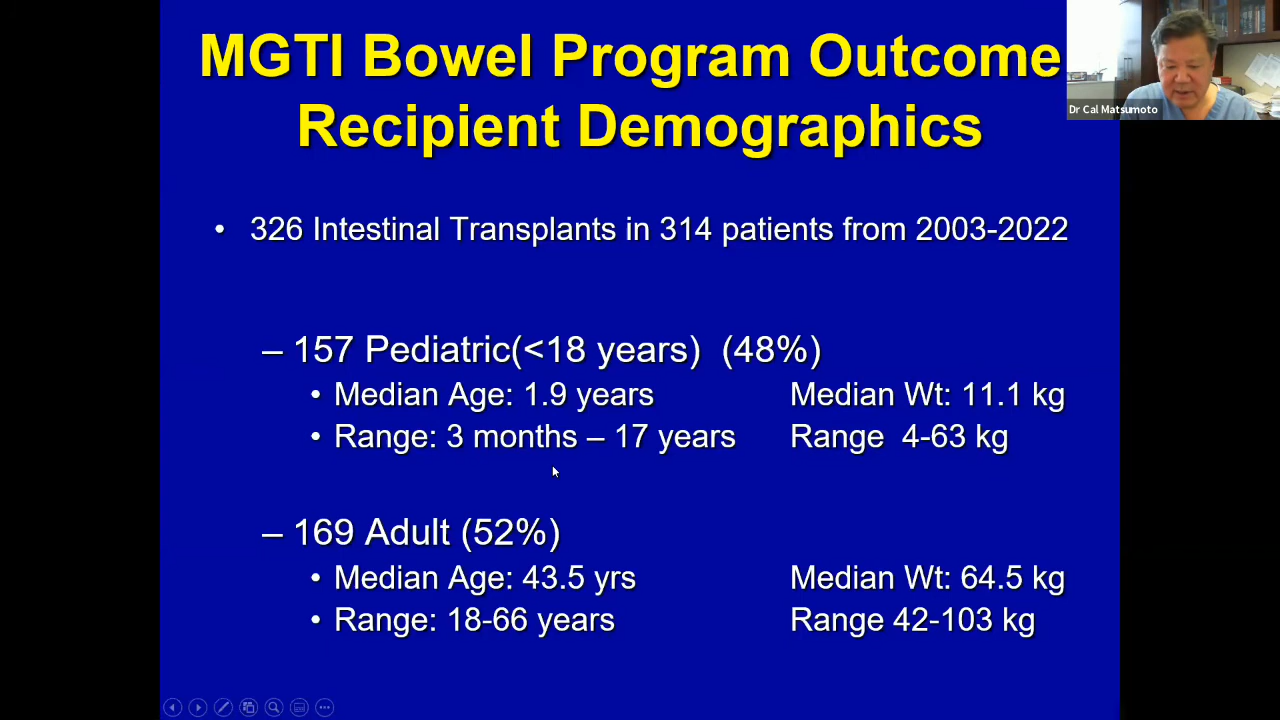 MGTI Bowel Program Outcome
Recipient Demographics
Dr Cal Matsumoto
• 326 Intestinal Transplants in 314 patients from 2003-2022
– 157 Pediatric(<18 years) (48%)
• Median Age: 1.9 years Median Wt: 11.1 kg
• Range: 3 months – 17 years Range 4-63 kg
– 169 Adult (52%)
• Median Age: 43.5 yrs Median Wt: 64.5 kg
• Range: 18-66 years Range 42-103 kg